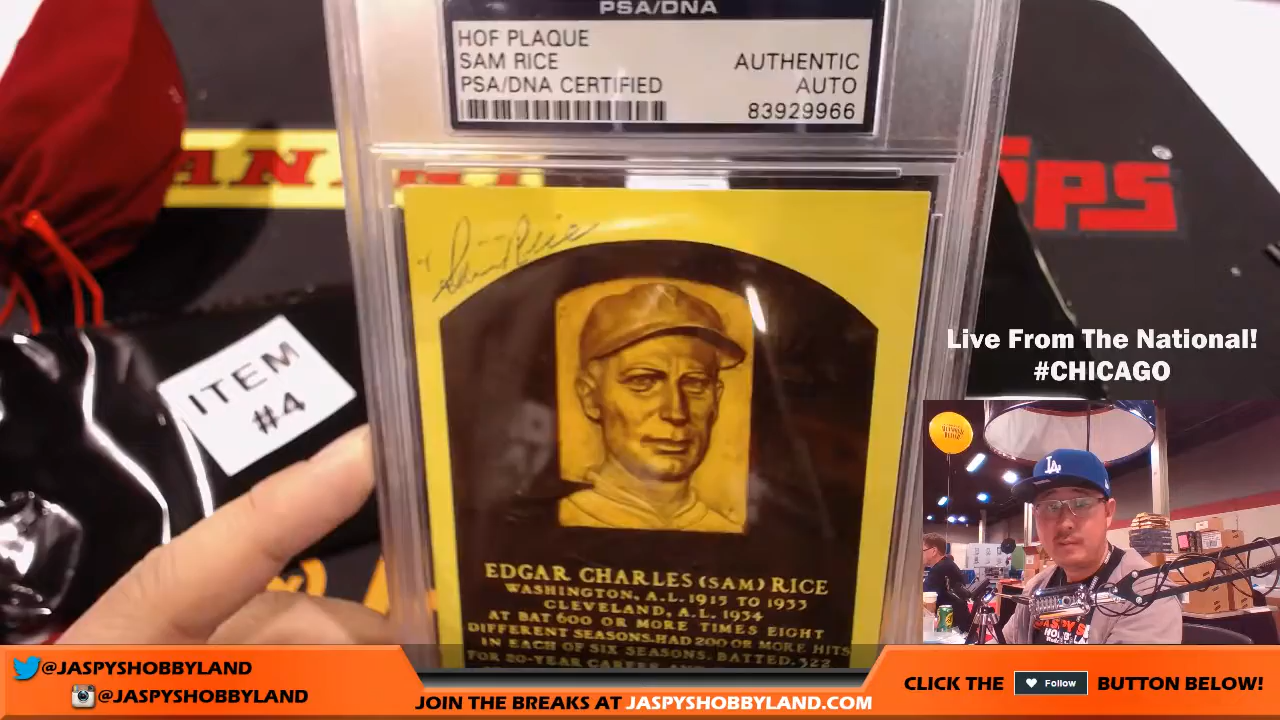 PSA/DNA
HOF PLAQUE
SAM RICE
AUTHENTIC
PSA/DNA CERTIFIED
AUTO
83929966
Sam Rice
ITEM
#4
EDGAR CHARLES (SAM) RICE
WASHINGTON, A.L. 1915 TO 1933
CLEVELAND, A.L. 1934
AT BAT 600 OR MORE TIMES EIGHT
DIFFERENT SEASONS. HAD 200 OR MORE HITS
IN EACH OF SIX SEASONS. BATTED .322
FOR 20-YEAR CAREER
Live From The National!
#CHICAGO
LA
@JASPYSHOBBYLAND
@JASPYSHOBBYLAND
JOIN THE BREAKS AT JASPYSHOBBYLAND.COM
CLICK THE Follow BUTTON BELOW!